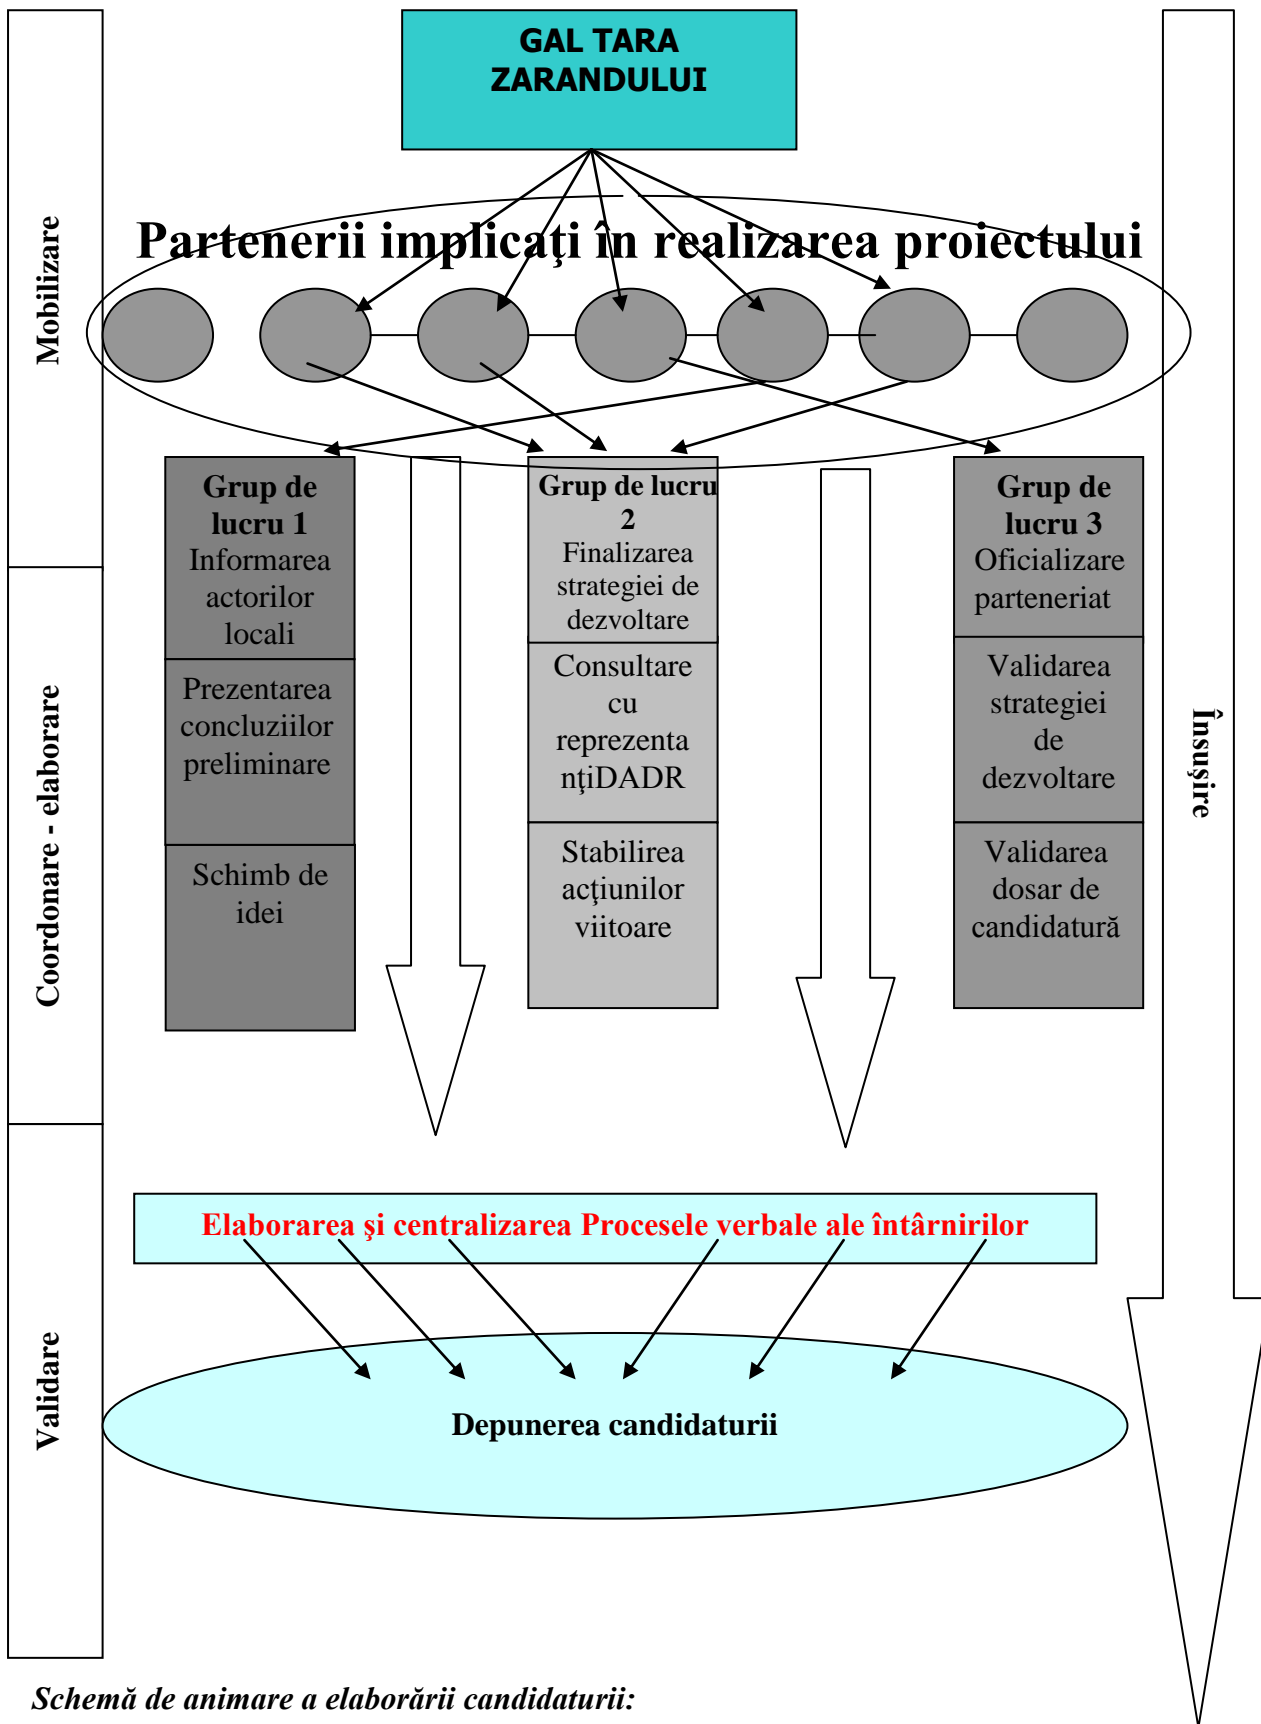 GAL TARA
ZARANDULUI
Mobilizare
Partenerii implicaţi în realizarea proiectului
Grup de
lucru 1
Informarea
actorilor
locali
Prezentarea
concluziilor
preliminare
Schimb de
idei
Grup de lucru
2
Finalizarea
strategiei de
dezvoltare
Consultare
cu
reprezenta
nţiDADR
Stabilirea
acţiunilor
viitoare
Grup de
lucru 3
Oficializare
parteneriat
Validarea
strategiei
de
dezvoltare
Validarea
dosar de
candidatură
Coordonare - elaborare
Însuşire
Elaborarea şi centralizarea Procesele verbale ale întârnirilor
Validare
Depunerea candidaturii
Schemă de animare a elaborării candidaturii: